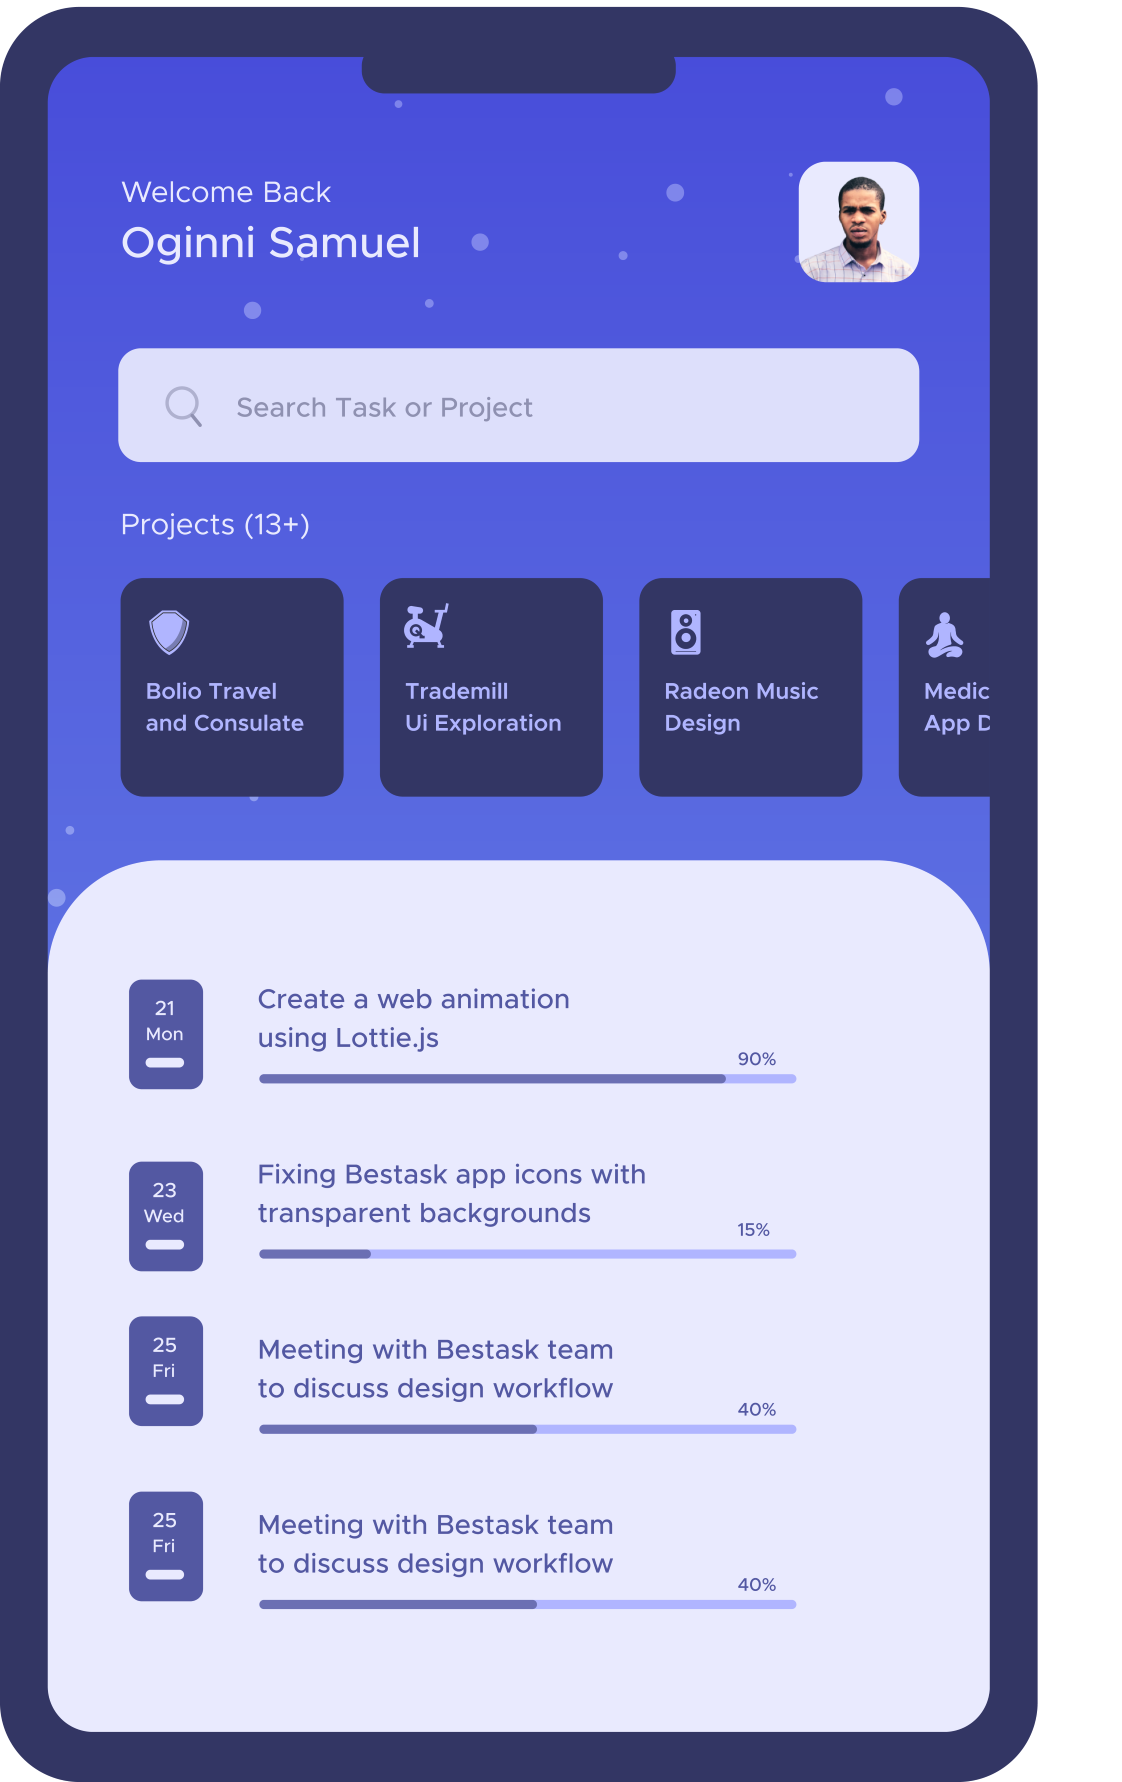 Welcome Back
Oginni Samuel
Search Task or Project
Projects (13+)
Bolio Travel
and Consulate
Trademill
Ui Exploration
Radeon Music
Design
Medic
App D
21
Mon
Create a web animation
using Lottie.js
90%
23
Wed
Fixing Bestask app icons with
transparent backgrounds
15%
25
Fri
Meeting with Bestask team
to discuss design workflow
40%
25
Fri
Meeting with Bestask team
to discuss design workflow
40%